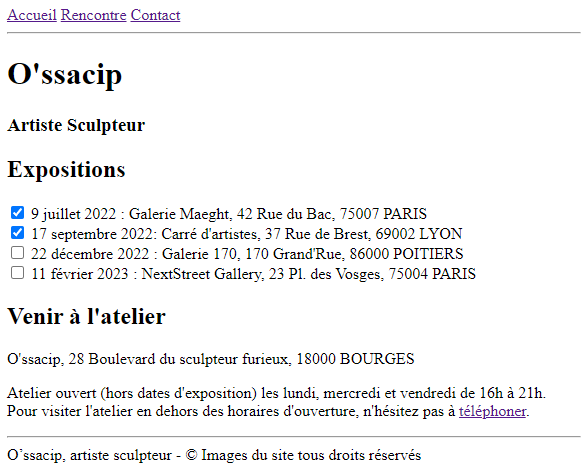 Accueil Rencontre Contact
O'ssacip
Artiste Sculpteur
Expositions
9 juillet 2022 : Galerie Maeght, 42 Rue du Bac, 75007 PARIS
17 septembre 2022: Carré d'artistes, 37 Rue de Brest, 69002 LYON
22 décembre 2022 : Galerie 170, 170 Grand'Rue, 86000 POITIERS
11 février 2023 : NextStreet Gallery, 23 Pl. des Vosges, 75004 PARIS
Venir à l'atelier
O'ssacip, 28 Boulevard du sculpteur furieux, 18000 BOURGES
Atelier ouvert (hors dates d'exposition) les lundi, mercredi et vendredi de 16h à 21h.
Pour visiter l'atelier en dehors des horaires d'ouverture, n'hésitez pas à téléphoner.
O’ssacip, artiste sculpteur - © Images du site tous droits réservés